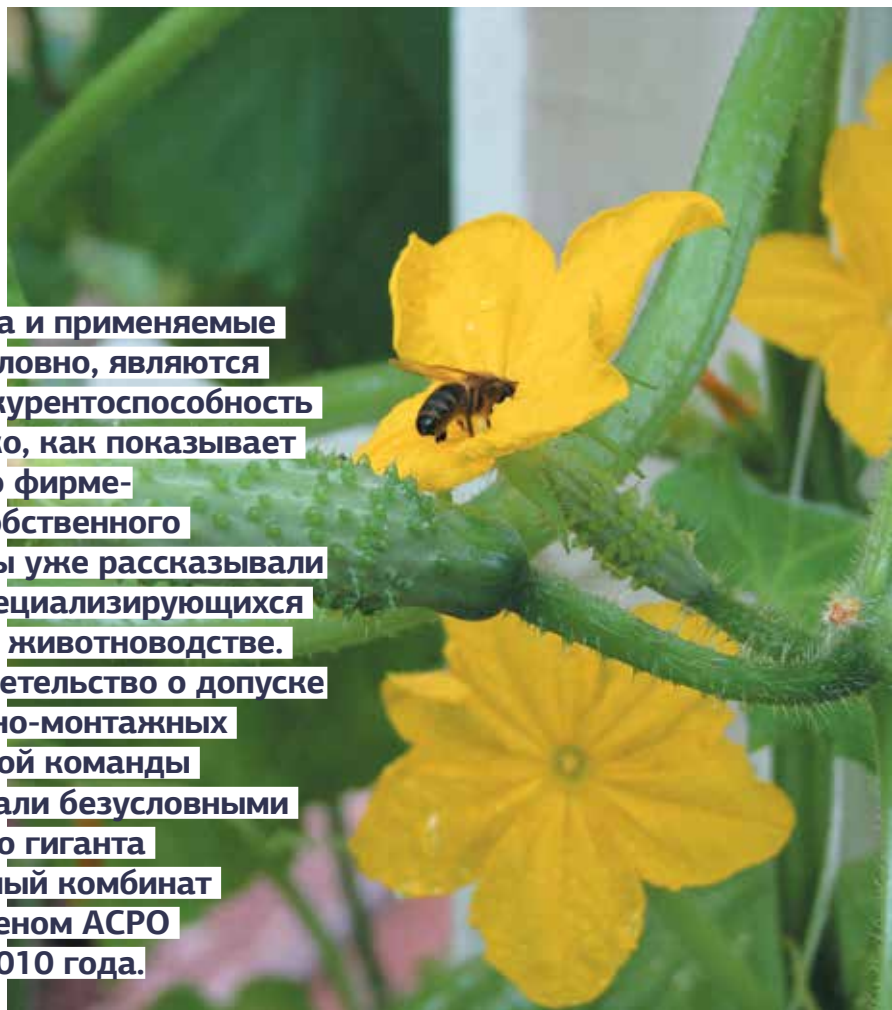 а и применяемые
ловно, являются
курентоспособность
о, как показывает
о фирме-
обственного
ы уже рассказывали
ециализирующихся
животноводстве.
етельство о допуске
но-монтажных
ой команды
али безусловными
о гиганта
ный комбинат
еном АСРО
010 года.